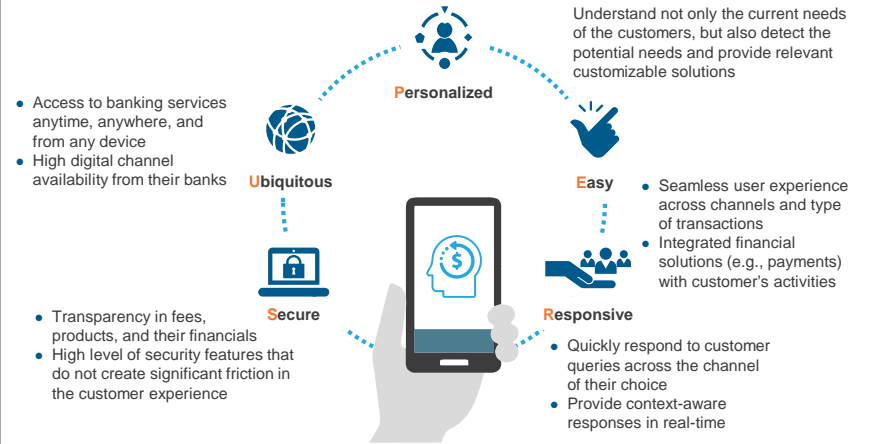 Understand not only the current needs
of the customers, but also detect the
potential needs and provide relevant
customizable solutions
Personalized
● Access to banking services
anytime, anywhere, and
from any device
● High digital channel
availability from their banks
Ubiquitous
Easy
● Seamless user experience
across channels and type
of transactions
● Integrated financial
solutions (e.g., payments)
with customer's activities
$
Secure
● Transparency in fees,
products, and their financials
● High level of security features that
do not create significant friction in
the customer experience
Responsive
● Quickly respond to customer
queries across the channel
of their choice
● Provide context-aware
responses in real-time